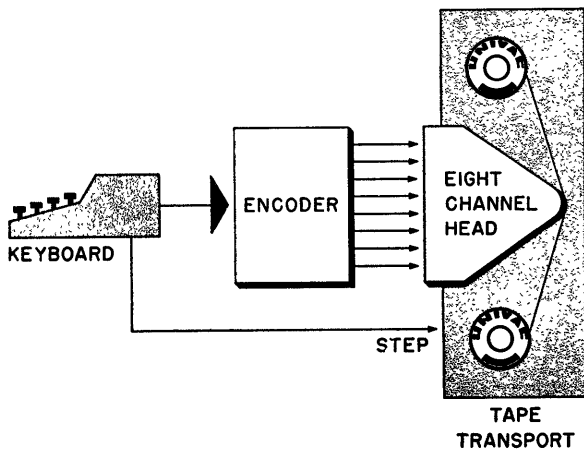 UNIVAC
ENCODER
EIGHT
CHANNEL
HEAD
KEYBOARD
UNIVAC
STEP
TAPE
TRANSPORT